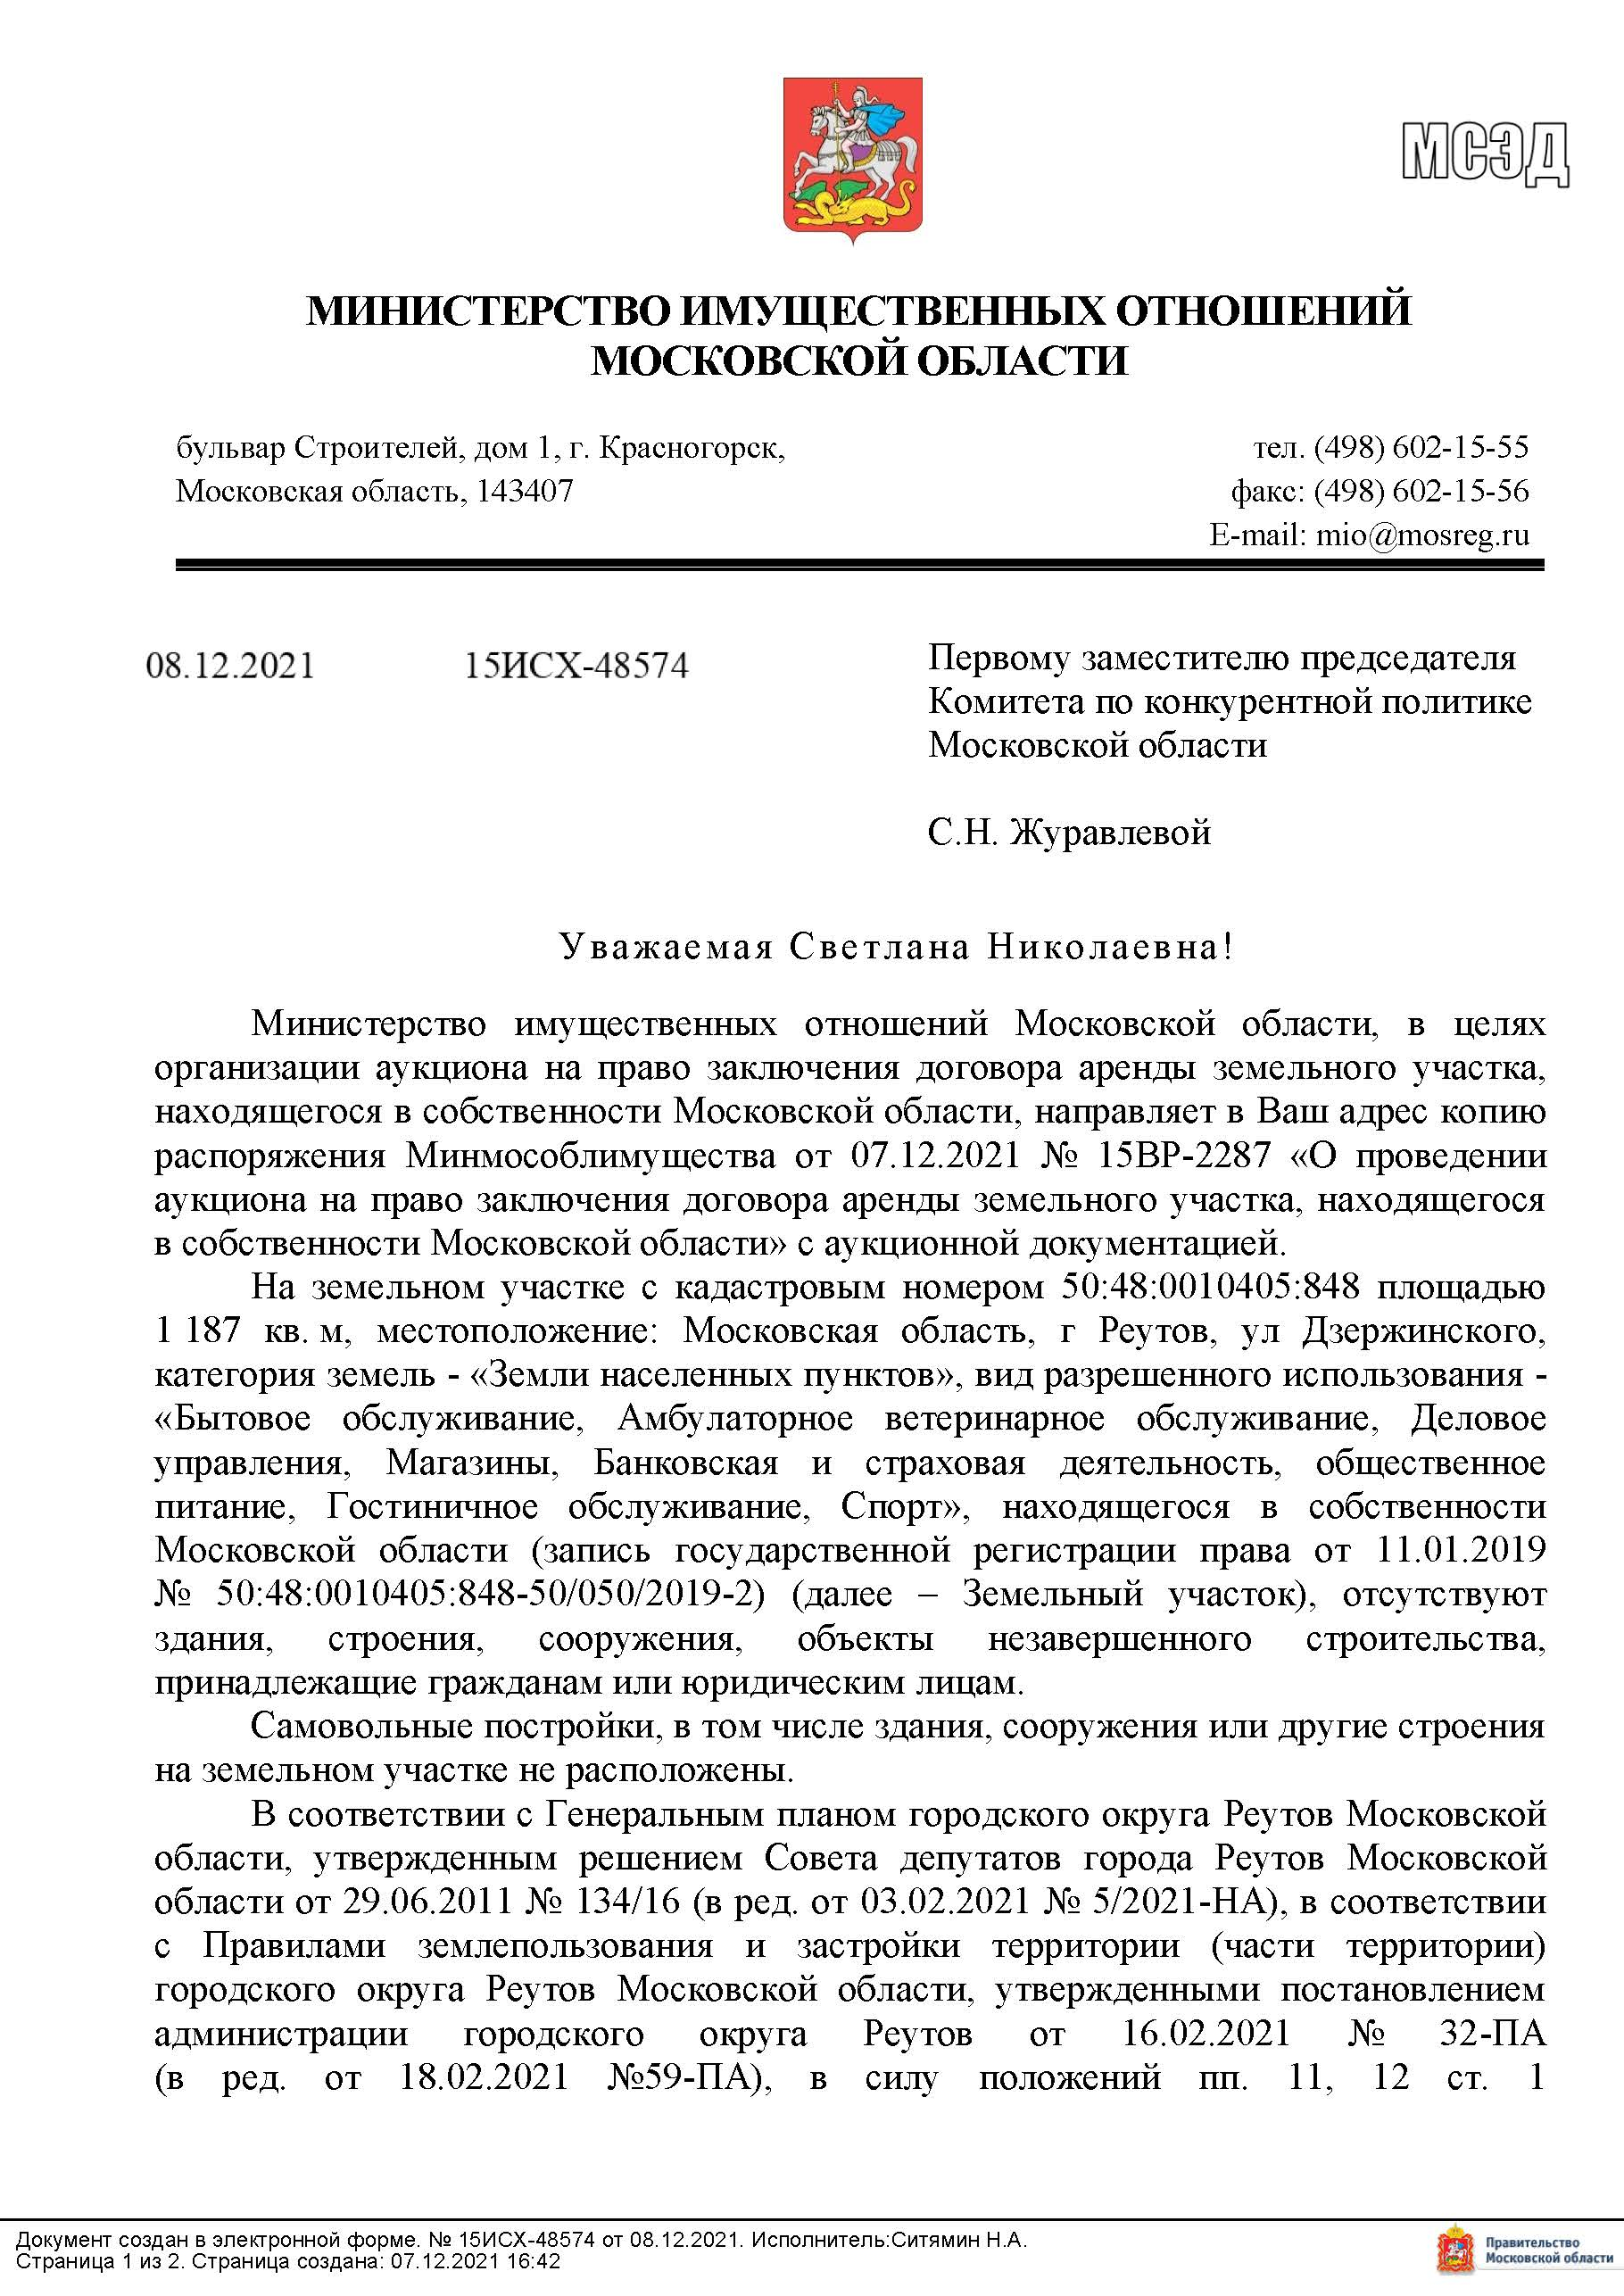 МСЭД
МИНИСТЕРСТВО ИМУЩЕСТВЕННЫХ ОТНОШЕНИЙ
МОСКОВСКОЙ ОБЛАСТИ
бульвар Строителей, дом 1, г. Красногорск,
Московская область, 143407
тел. (498) 602-15-55
факс: (498) 602-15-56
E-mail: mio@mosreg.ru
08.12.2021 15ИСХ-48574
Первому заместителю председателя
Комитета по конкурентной политике
Московской области
С.Н. Журавлевой
Уважаемая Светлана Николаевна!
Министерство имущественных отношений Московской области, в целях
организации аукциона на право заключения договора аренды земельного участка,
находящегося в собственности Московской области, направляет в Ваш адрес копию
распоряжения Минмособлимущества от 07.12.2021 № 15ВР-2287 «О проведении
аукциона на право заключения договора аренды земельного участка, находящегося
в собственности Московской области» с аукционной документацией.
На земельном участке с кадастровым номером 50:48:0010405:848 площадью
1 187 кв. м, местоположение: Московская область, г Реутов, ул Дзержинского,
категория земель - «Земли населенных пунктов», вид разрешенного использования -
«Бытовое обслуживание, Амбулаторное ветеринарное обслуживание, Деловое
управления, Магазины, Банковская и страховая деятельность, общественное
питание, Гостиничное обслуживание, Спорт», находящегося в собственности
Московской области (запись государственной регистрации права от 11.01.2019
№ 50:48:0010405:848-50/050/2019-2) (далее – Земельный участок), отсутствуют
здания, строения, сооружения, объекты незавершенного строительства,
принадлежащие гражданам или юридическим лицам.
Самовольные постройки, в том числе здания, сооружения или другие строения
на земельном участке не расположены.
В соответствии с Генеральным планом городского округа Реутов Московской
области, утвержденным решением Совета депутатов города Реутов Московской
области от 29.06.2011 № 134/16 (в ред. от 03.02.2021 № 5/2021-НА), в соответствии
с Правилами землепользования и застройки территории (части территории)
городского округа Реутов Московской области, утвержденными постановлением
администрации городского округа Реутов от 16.02.2021 № 32-ПА
(в ред. от 18.02.2021 №59-ПА), в силу положений пп. 11, 12 ст. 1
Документ создан в электронной форме. № 15ИСХ-48574 от 08.12.2021. Исполнитель:Ситямин Н.А.
Страница 1 из 2. Страница создана: 07.12.2021 16:42
Правительство
Московской области